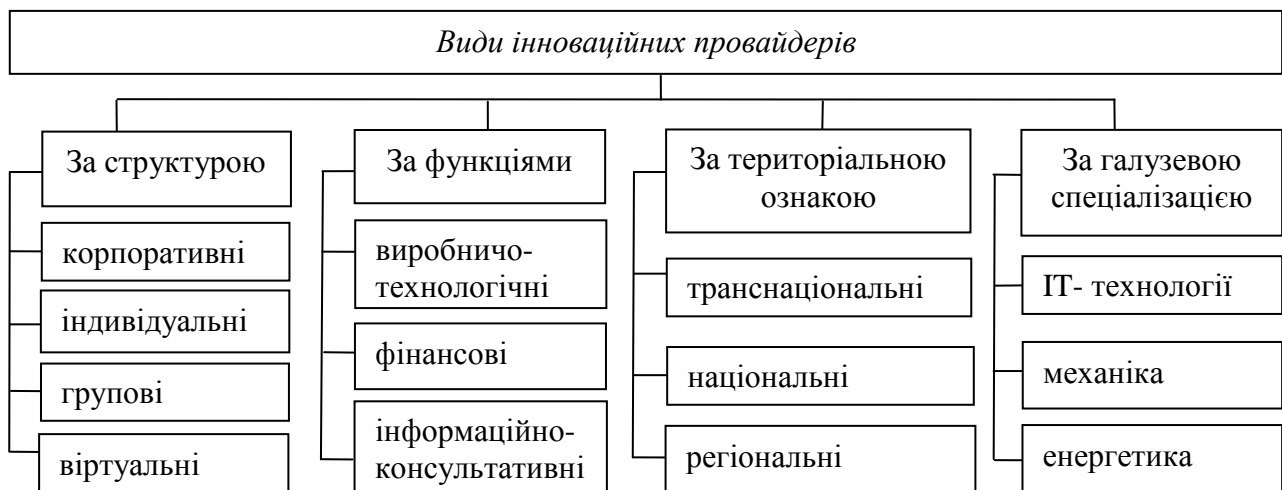 Види інноваційних провайдерів
За структурою
корпоративні
індивідуальні
групові
віртуальні
За функціями
виробничо-
технологічні
фінансові
інформаційно-
консультативні
За територіальною
ознакою
транснаціональні
національні
регіональні
За галузевою
спеціалізацією
ІТ- технології
механіка
енергетика